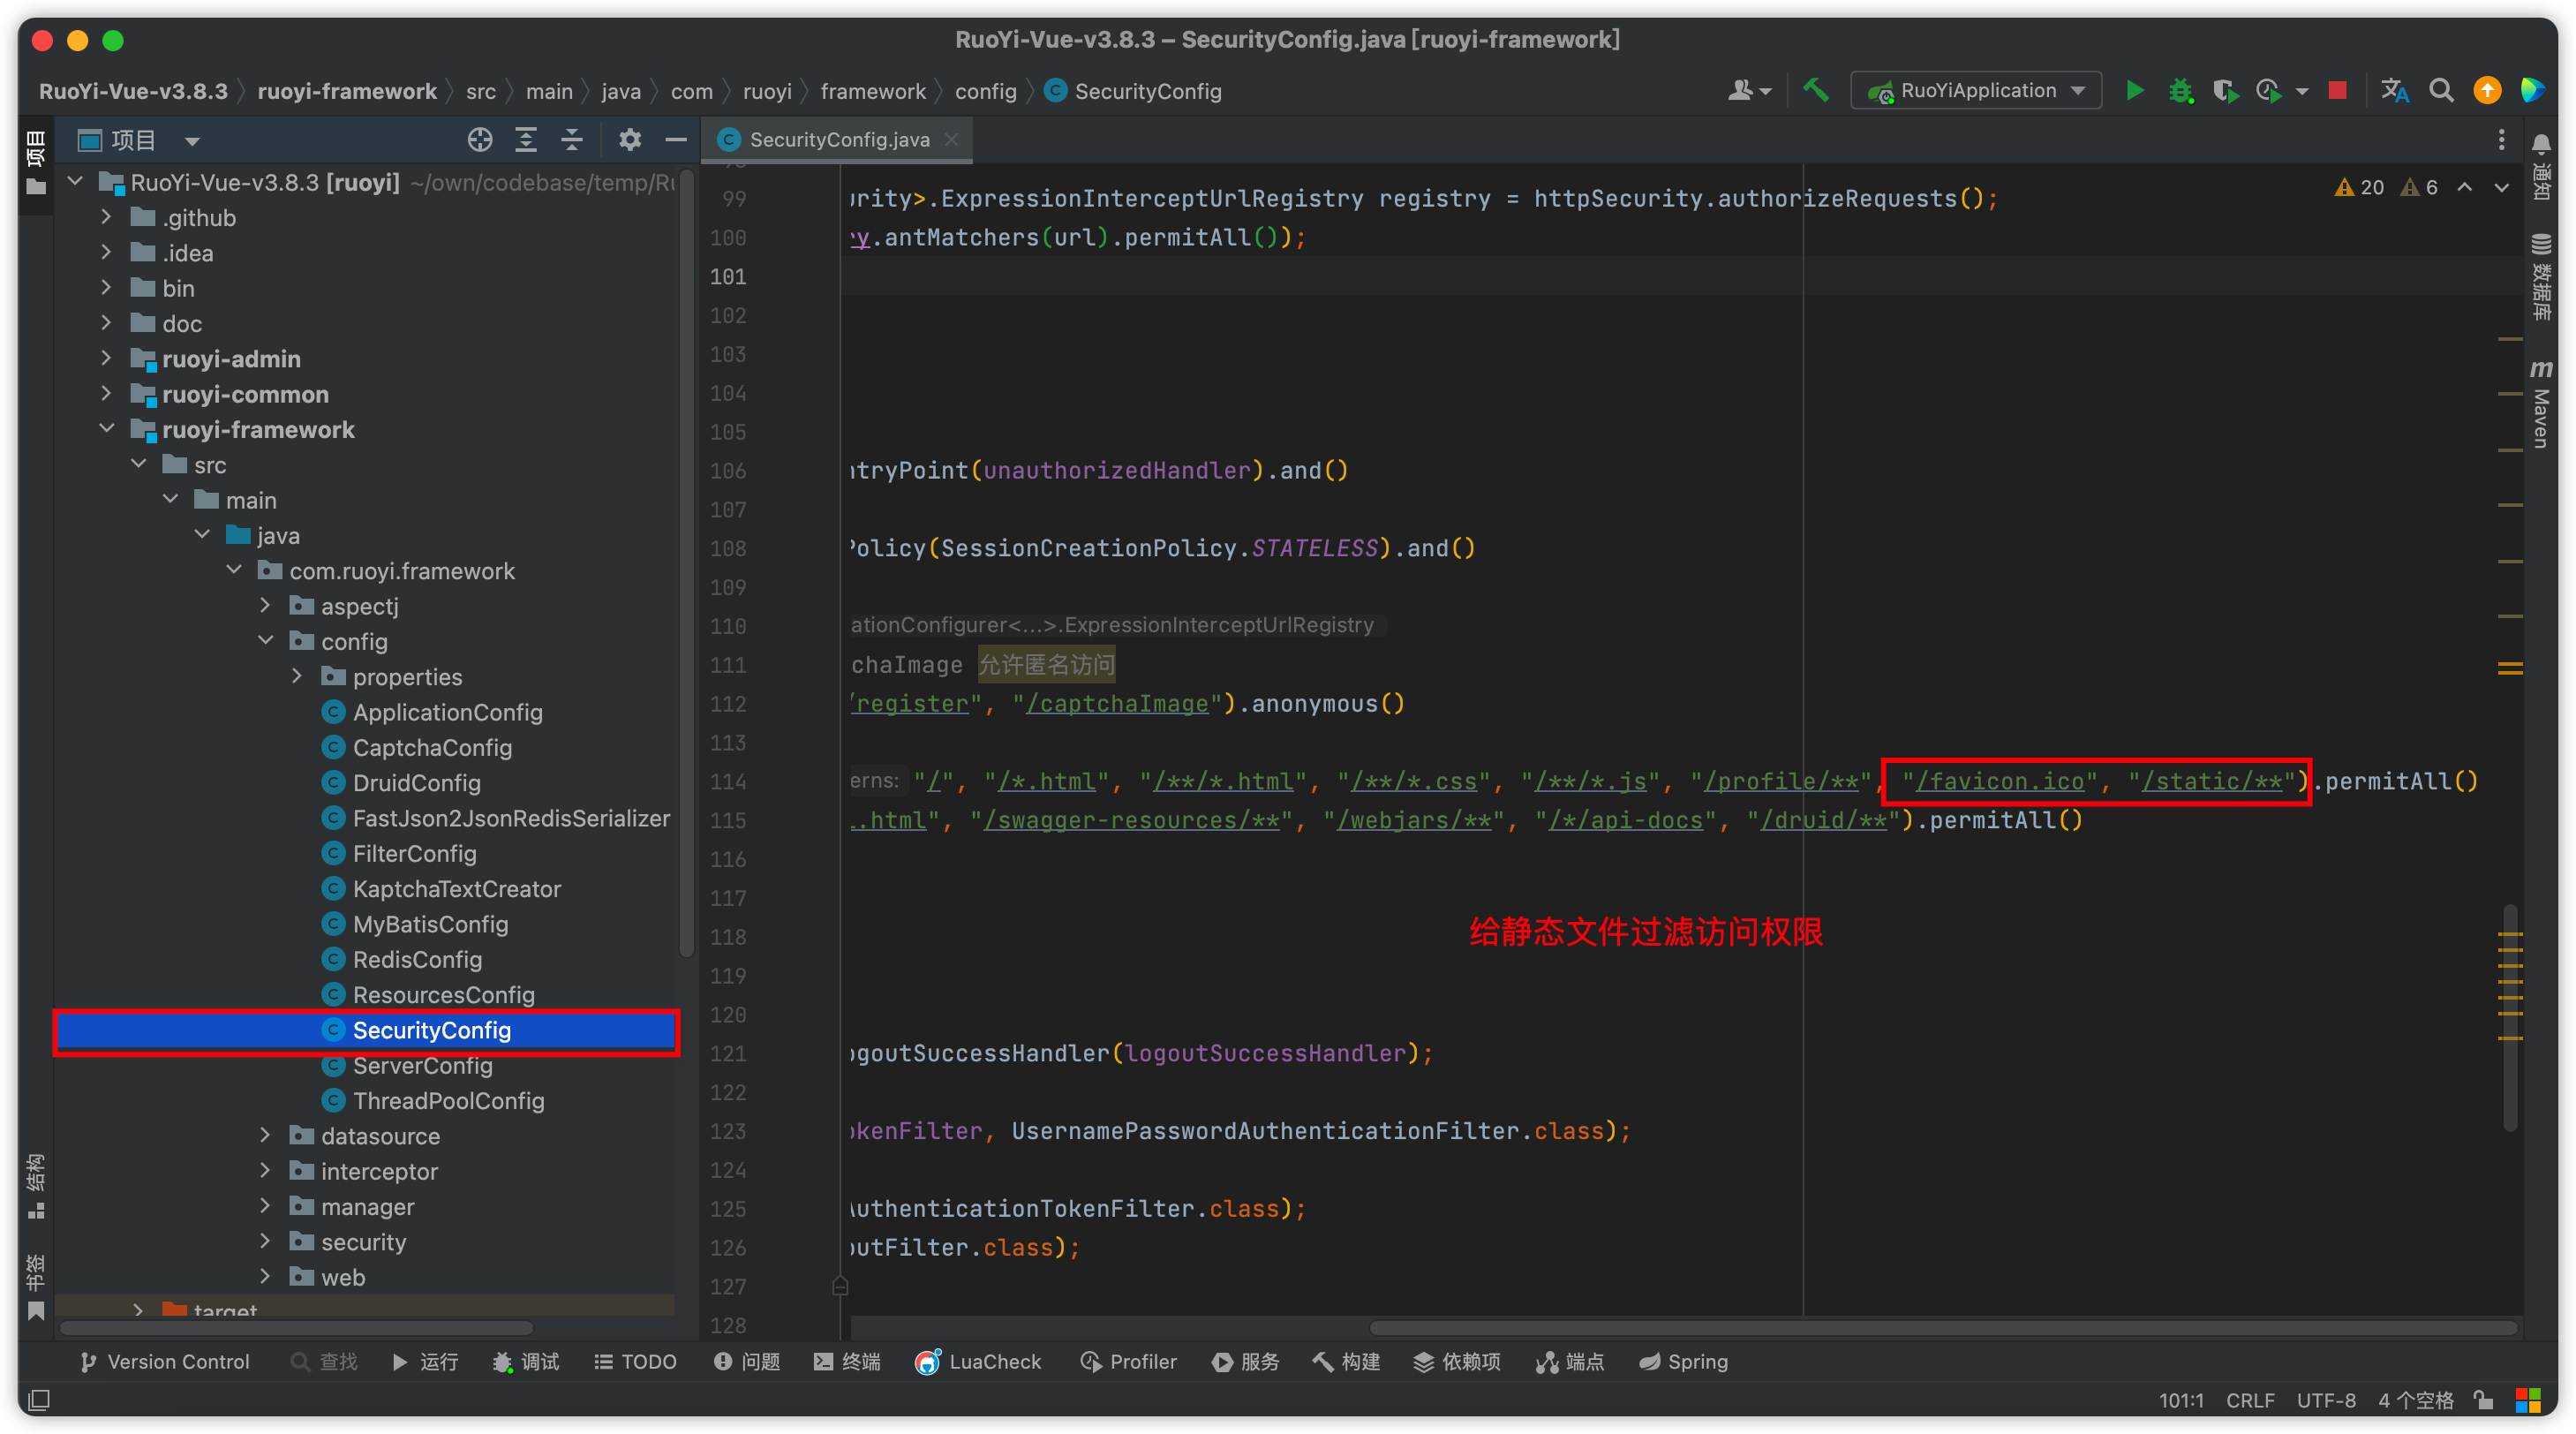 RuoYi-Vue-v3.8.3 – SecurityConfig.java [ruoyi-framework]
RuoYi-Vue-v3.8.3 ruoyi-framework src main java com ruoyi framework config SecurityConfig
RuoYiApplication
项目
项目
SecurityConfig.java
RuoYi-Vue-v3.8.3 [ruoyi] ~/own/codebase/temp/Ru
.github
.idea
bin
doc
ruoyi-admin
ruoyi-common
ruoyi-framework
src
main
java
com.ruoyi.framework
aspectj
config
properties
ApplicationConfig
CaptchaConfig
DruidConfig
FastJson2JsonRedisSerializer
FilterConfig
KaptchaTextCreator
MyBatisConfig
RedisConfig
ResourcesConfig
SecurityConfig
ServerConfig
ThreadPoolConfig
datasource
interceptor
manager
security
web
target
结构
书签
20 6
99 urity>.ExpressionInterceptUrlRegistry registry = httpSecurity.authorizeRequests();
100 ry.antMatchers(url).permitAll());
101
102
103
104
105
106 ntryPoint(unauthorizedHandler).and()
107
108 Policy(SessionCreationPolicy.STATELESS).and()
109
110 ationConfigurer<...>.ExpressionInterceptUrlRegistry
111 chaImage 允许匿名访问
112 /register", "/captchaImage").anonymous()
113
114 erns: "/", "/*.html", "/**/*.html", "/**/*.css", "/**/*.js", "/profile/**", "/favicon.ico", "/static/**").permitAll()
115 l.html", "/swagger-resources/**", "/webjars/**", "/*/api-docs", "/druid/**").permitAll()
116
117
118
给静态文件过滤访问权限
119
120
121 ogoutSuccessHandler(logoutSuccessHandler);
122
123 okenFilter, UsernamePasswordAuthenticationFilter.class);
124
125 AuthenticationTokenFilter.class);
126 outFilter.class);
127
128
通知
数据库
m Maven
Version Control 查找 运行 调试 TODO 问题 终端 LuaCheck Profiler 服务 构建 依赖项 端点 Spring
101:1 CRLF UTF-8 4 个空格